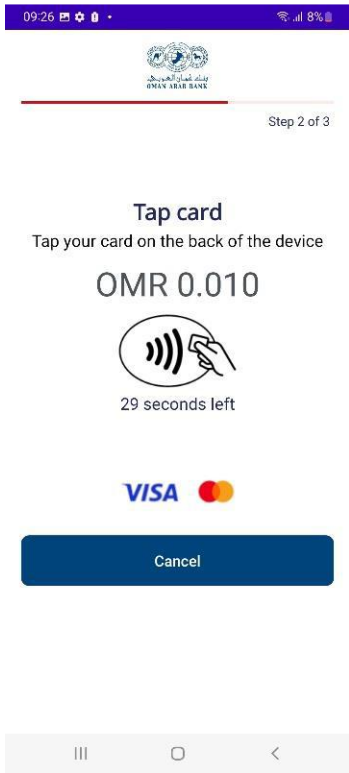 09:26
8%
بنك عمان العربي
OMAN ARAB BANK
Step 2 of 3
Tap card
Tap your card on the back of the device
OMR 0.010
29 seconds left
VISA
Cancel